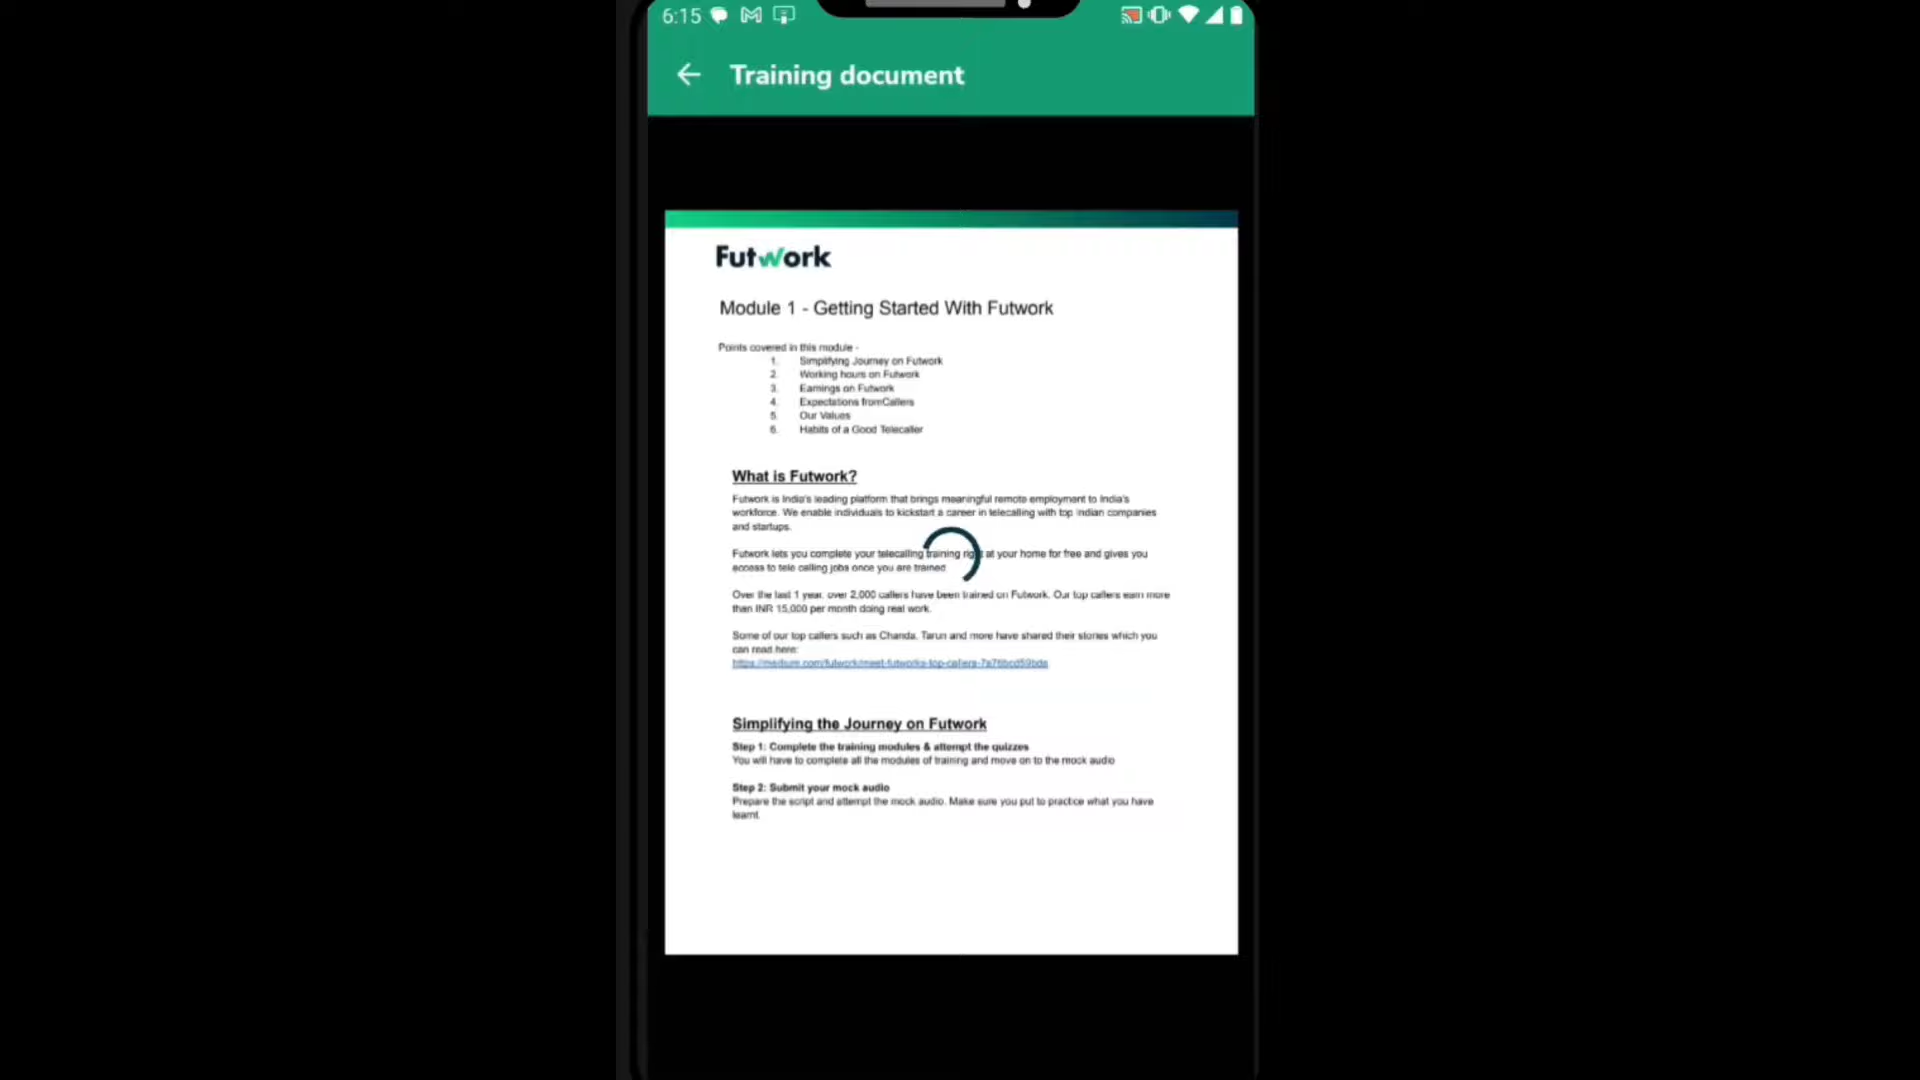 6:15
Training document
Futwork
Module 1 - Getting Started With Futwork
Points covered in this module -
1. Simplifying Journey on Futwork
2. Working hours on Futwork
3. Earnings on Futwork
4. Expectations fromCallers
5. Our Values
6. Habits of a Good Telecaller
What is Futwork?
Futwork is India's leading platform that brings meaningful remote employment to India's
workforce. We enable individuals to kickstart a career in telecalling with top Indian companies
and startups.
Futwork lets you complete your telecalling training right at your home for free and gives you
access to tele calling jobs once you are trained
Over the last 1 year, over 2,000 callers have been trained on Futwork. Our top callers earn more
than INR 15,000 per month doing real work.
Some of our top callers such as Chanda, Tarun and more have shared their stories which you
can read here:
Simplifying the Journey on Futwork
Step 1: Complete the training modules & attempt the quizzes
You will have to complete all the modules of training and move on to the mock audio
Step 2: Submit your mock audio
Prepare the script and attempt the mock audio. Make sure you put to practice what you have
learnt.